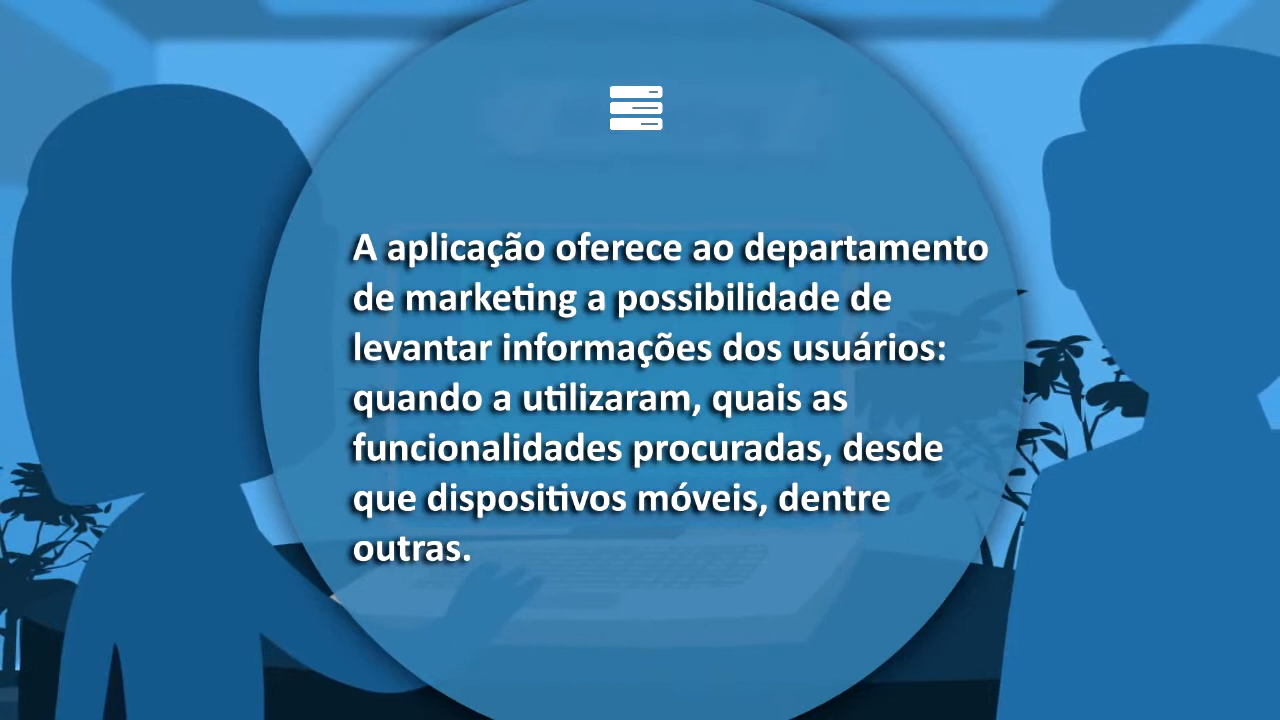 A aplicação oferece ao departamento
de marketing a possibilidade de
levantar informações dos usuários:
quando a utilizaram, quais as
funcionalidades procuradas, desde
que dispositivos móveis, dentre
outras.